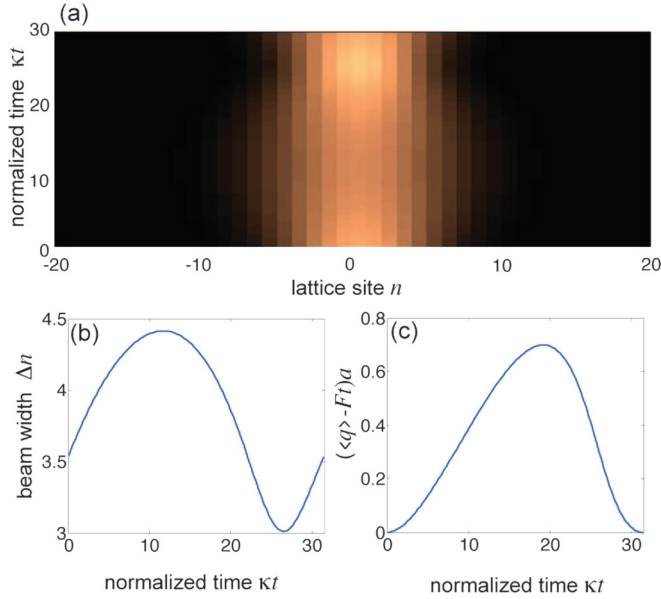 (a)
normalized time κt
30
20
10
0
-20
-10
0
10
20
lattice site n
(b)
beam width Δn
4.5
4
3.5
3
0
10
20
30
normalized time κt
(c)
(<q>-Ft)a
0.8
0.6
0.4
0.2
0
0
10
20
30
normalized time κt